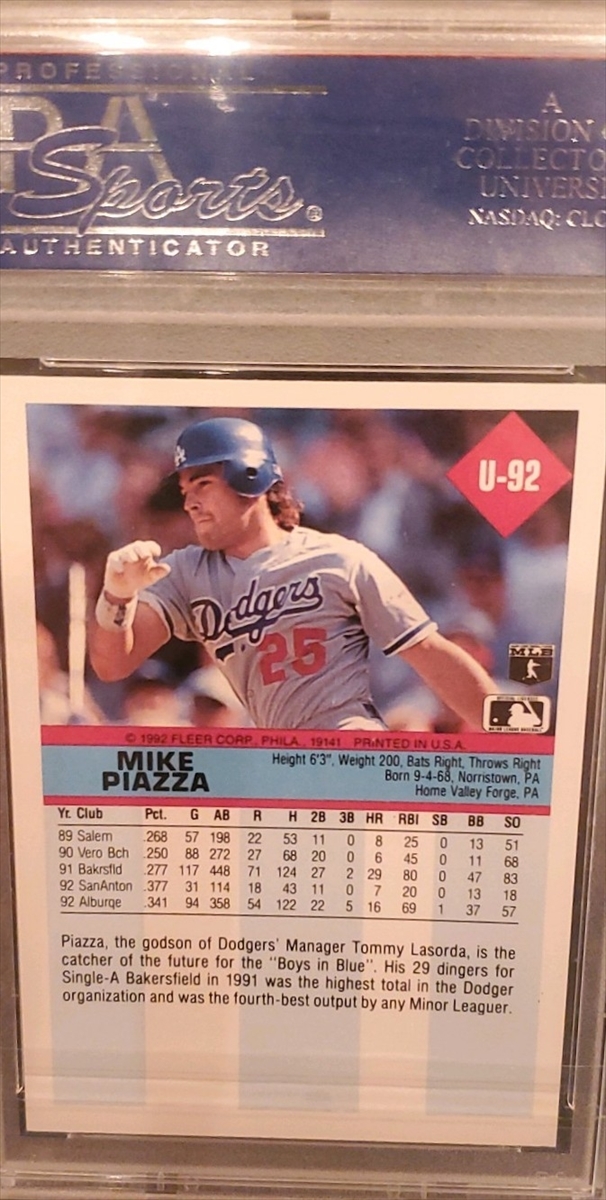 PROFESSIONAL
PSA
Sports®
AUTHENTICATOR
A
DIVISION
COLLECTO
UNIVERS
NASDAQ: CLC
U-92
Dodgers
25
MLB
© 1992 FLEER CORP., PHILA., 19141 PRINTED IN U.S.A.
MIKE
PIAZZA
Height 6'3", Weight 200, Bats Right, Throws Right
Born 9-4-68, Norristown, PA
Home Valley Forge, PA
Yr. Club Pct. G AB R H 2B 3B HR RBI SB BB SO
89 Salem .268 57 198 22 53 11 0 8 25 0 13 51
90 Vero Bch .250 88 272 27 68 20 0 6 45 0 11 68
91 Bakrsfld .277 117 448 71 124 27 2 29 80 0 47 83
92 SanAnton .377 31 114 18 43 11 0 7 20 0 13 18
92 Alburqe .341 94 358 54 122 22 5 16 69 1 37 57
Piazza, the godson of Dodgers' Manager Tommy Lasorda, is the
catcher of the future for the "Boys in Blue". His 29 dingers for
Single-A Bakersfield in 1991 was the highest total in the Dodger
organization and was the fourth-best output by any Minor Leaguer.